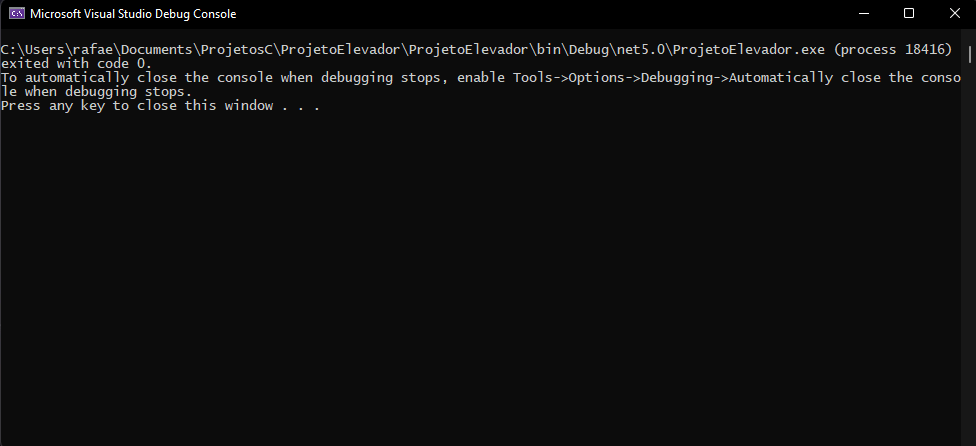 Microsoft Visual Studio Debug Console
C:\Users\rafae\Documents\ProjetosC\ProjetoElevador\ProjetoElevador\bin\Debug\net5.0\ProjetoElevador.exe (process 18416)
exited with code 0.
To automatically close the console when debugging stops, enable Tools->Options->Debugging->Automatically close the conso
le when debugging stops.
Press any key to close this window . . .